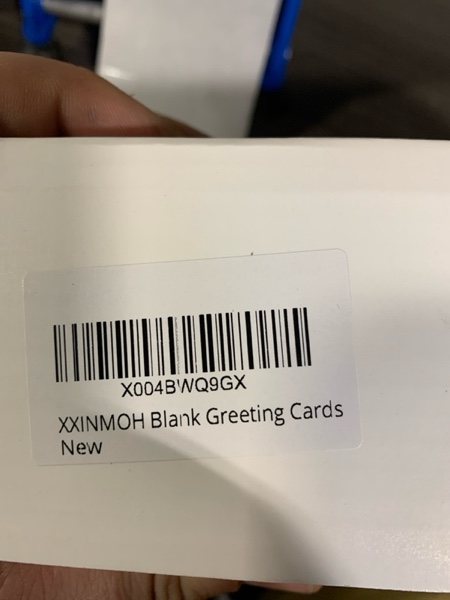 X004BWQ9GX
XXINMOH Blank Greeting Cards
New